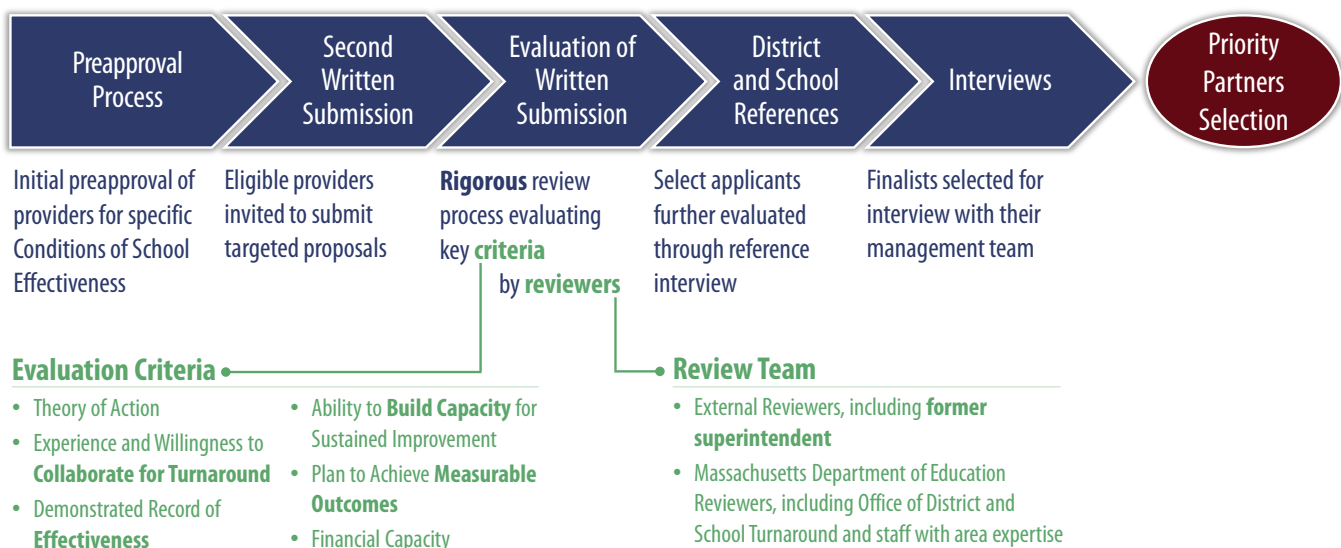 Preapproval
Process
Second
Written
Submission
Evaluation of
Written
Submission
District
and School
References
Interviews
Priority
Partners
Selection
Initial preapproval of
providers for specific
Conditions of School
Effectiveness
Eligible providers
invited to submit
targeted proposals
Rigorous review
process evaluating
key criteria
by reviewers
Select applicants
further evaluated
through reference
interview
Finalists selected for
interview with their
management team
Evaluation Criteria
• Theory of Action
• Experience and Willingness to
Collaborate for Turnaround
• Demonstrated Record of
Effectiveness
• Ability to Build Capacity for
Sustained Improvement
• Plan to Achieve Measurable
Outcomes
• Financial Capacity
Review Team
• External Reviewers, including former
superintendent
• Massachusetts Department of Education
Reviewers, including Office of District and
School Turnaround and staff with area expertise